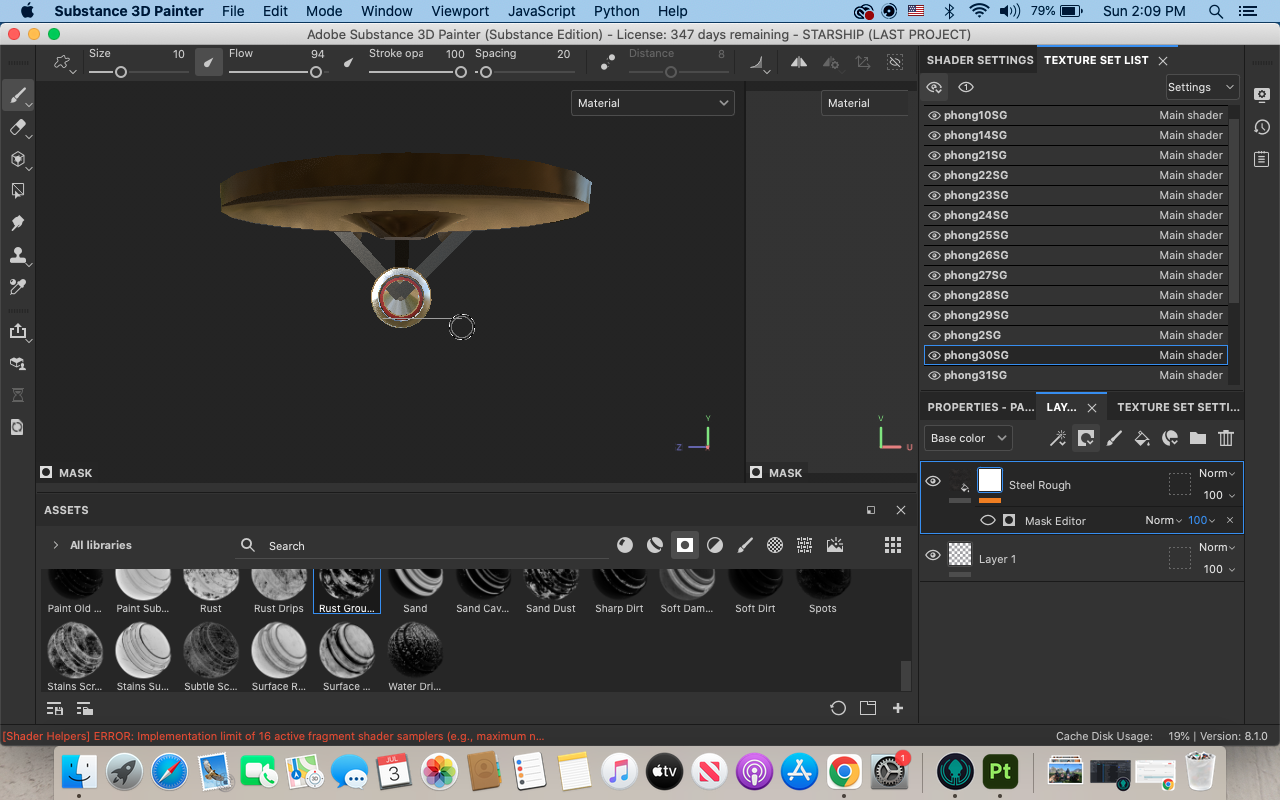 Substance 3D Painter File Edit Mode Window Viewport JavaScript Python Help 79% Sun 2:09 PM
Adobe Substance 3D Painter (Substance Edition) - License: 347 days remaining - STARSHIP (LAST PROJECT)
Size 10 Flow 94 Stroke opa 100 Spacing 20 Distance 8
SHADER SETTINGS TEXTURE SET LIST
Settings
Material
Material
phong10SG Main shader
phong14SG Main shader
phong21SG Main shader
phong22SG Main shader
phong23SG Main shader
phong24SG Main shader
phong25SG Main shader
phong26SG Main shader
phong27SG Main shader
phong28SG Main shader
phong29SG Main shader
phong2SG Main shader
phong30SG Main shader
phong31SG Main shader
Y
Z
V
U
MASK
MASK
PROPERTIES - PA... LAY... TEXTURE SET SETTI...
Base color
Steel Rough Norm
100
Mask Editor Norm 100
Layer 1 Norm
100
ASSETS
All libraries
Search
Paint Old ... Paint Sub... Rust Rust Drips Rust Grou... Sand Sand Cav... Sand Dust Sharp Dirt Soft Dam... Soft Dirt Spots
Stains Scr... Stains Su... Subtle Sc... Surface R... Surface ... Water Dri...
[Shader Helpers] ERROR: Implementation limit of 16 active fragment shader samplers (e.g., maximum n...
Cache Disk Usage: 19% | Version: 8.1.0
JUL
3
3D
tv
1
Pt